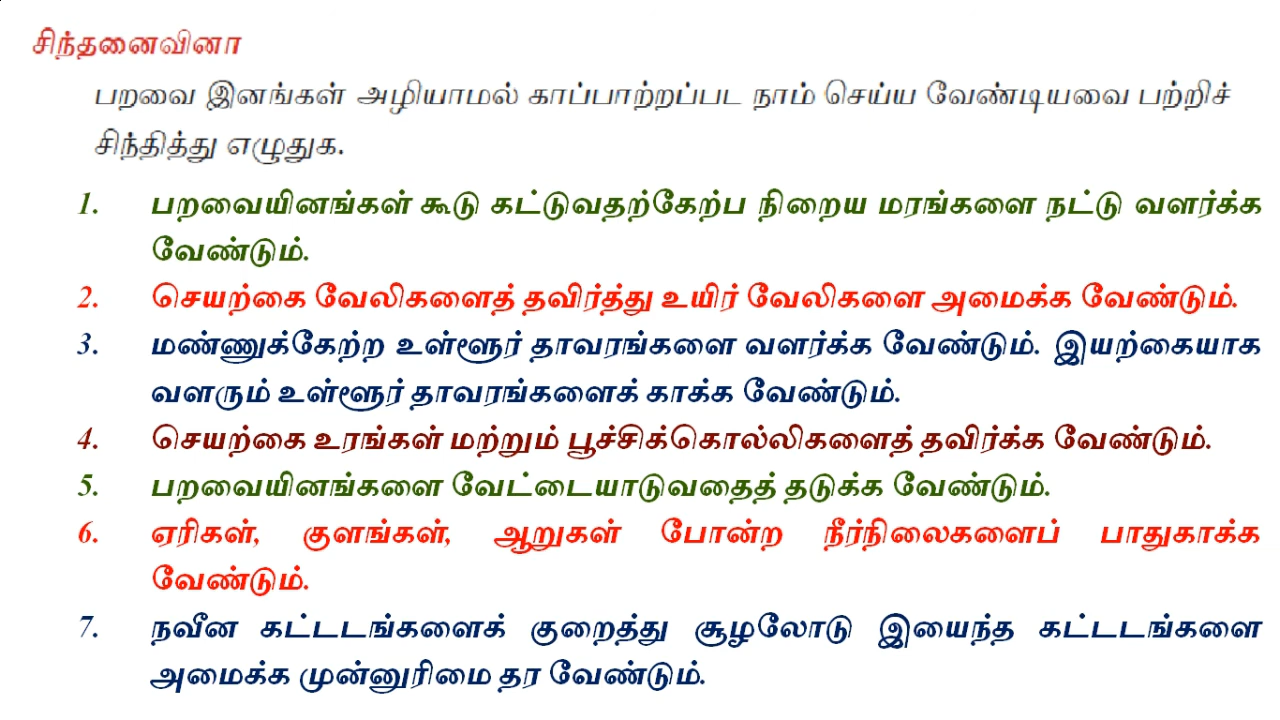 சிந்தனைவினா
பறவை இனங்கள் அழியாமல் காப்பாற்றப்பட நாம் செய்ய வேண்டியவை பற்றிச்
சிந்தித்து எழுதுக.
1. பறவையினங்கள் கூடு கட்டுவதற்கேற்ப நிறைய மரங்களை நட்டு வளர்க்க
வேண்டும்.
2. செயற்கை வேலிகளைத் தவிர்த்து உயிர் வேலிகளை அமைக்க வேண்டும்.
3. மண்ணுக்கேற்ற உள்ளூர் தாவரங்களை வளர்க்க வேண்டும். இயற்கையாக
வளரும் உள்ளூர் தாவரங்களைக் காக்க வேண்டும்.
4. செயற்கை உரங்கள் மற்றும் பூச்சிக்கொல்லிகளைத் தவிர்க்க வேண்டும்.
5. பறவையினங்களை வேட்டையாடுவதைத் தடுக்க வேண்டும்.
6. ஏரிகள், குளங்கள், ஆறுகள் போன்ற நீர்நிலைகளைப் பாதுகாக்க
வேண்டும்.
7. நவீன கட்டடங்களைக் குறைத்து சூழலோடு இயைந்த கட்டடங்களை
அமைக்க முன்னுரிமை தர வேண்டும்.